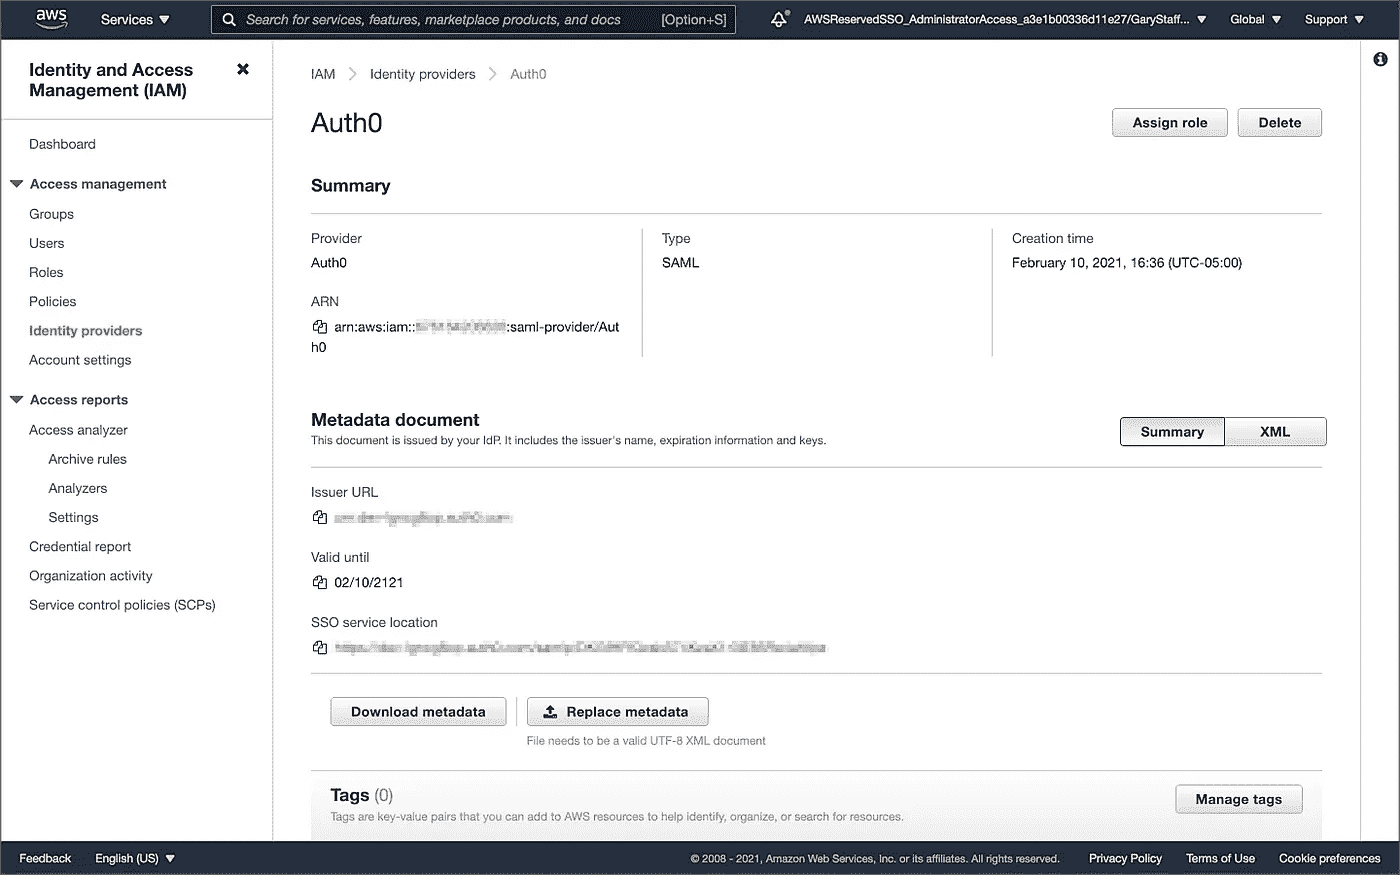 aws
Services
Search for services, features, marketplace products, and docs
[Option+S]
AWSReservedSSO_AdministratorAccess_a3e1b00336d11e27/GaryStaff...
Global
Support
Identity and Access
Management (IAM)
Dashboard
Access management
Groups
Users
Roles
Policies
Identity providers
Account settings
Access reports
Access analyzer
Archive rules
Analyzers
Settings
Credential report
Organization activity
Service control policies (SCPs)
IAM
Identity providers
Auth0
Auth0
Assign role
Delete
Summary
Provider
Auth0
ARN
arn:aws:iam:: :saml-provider/Aut
h0
Type
SAML
Creation time
February 10, 2021, 16:36 (UTC-05:00)
Metadata document
This document is issued by your IdP. It includes the issuer's name, expiration information and keys.
Summary
XML
Issuer URL
Valid until
02/10/2121
SSO service location
Download metadata
Replace metadata
File needs to be a valid UTF-8 XML document
Tags (0)
Tags are key-value pairs that you can add to AWS resources to help identify, organize, or search for resources.
Manage tags
Feedback
English (US)
© 2008 - 2021, Amazon Web Services, Inc. or its affiliates. All rights reserved.
Privacy Policy
Terms of Use
Cookie preferences